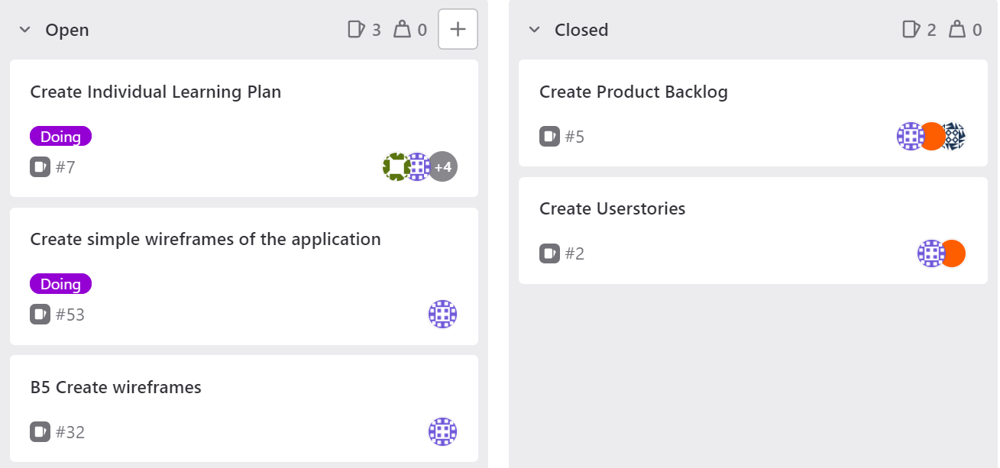 Open 3 0
Create Individual Learning Plan
Doing
#7 +4
Create simple wireframes of the application
Doing
#53
B5 Create wireframes
#32
Closed 2 0
Create Product Backlog
#5
Create Userstories
#2